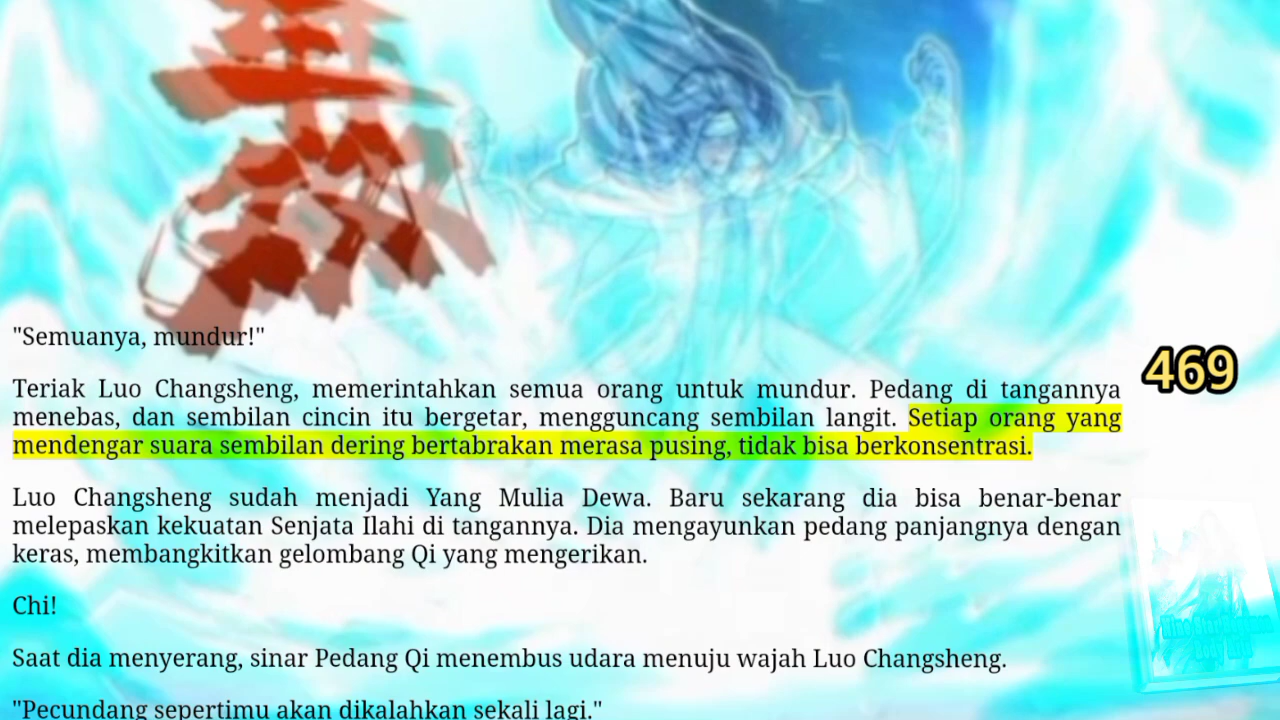 "Semuanya, mundur!"
Teriak Luo Changsheng, memerintahkan semua orang untuk mundur. Pedang di tangannya
menebas, dan sembilan cincin itu bergetar, mengguncang sembilan langit. Setiap orang yang
mendengar suara sembilan dering bertabrakan merasa pusing, tidak bisa berkonsentrasi.
469
Luo Changsheng sudah menjadi Yang Mulia Dewa. Baru sekarang dia bisa benar-benar
melepaskan kekuatan Senjata Ilahi di tangannya. Dia mengayunkan pedang panjangnya dengan
keras, membangkitkan gelombang Qi yang mengerikan.
Chi!
Saat dia menyerang, sinar Pedang Qi menembus udara menuju wajah Luo Changsheng.
"Pecundang sepertimu akan dikalahkan sekali lagi."